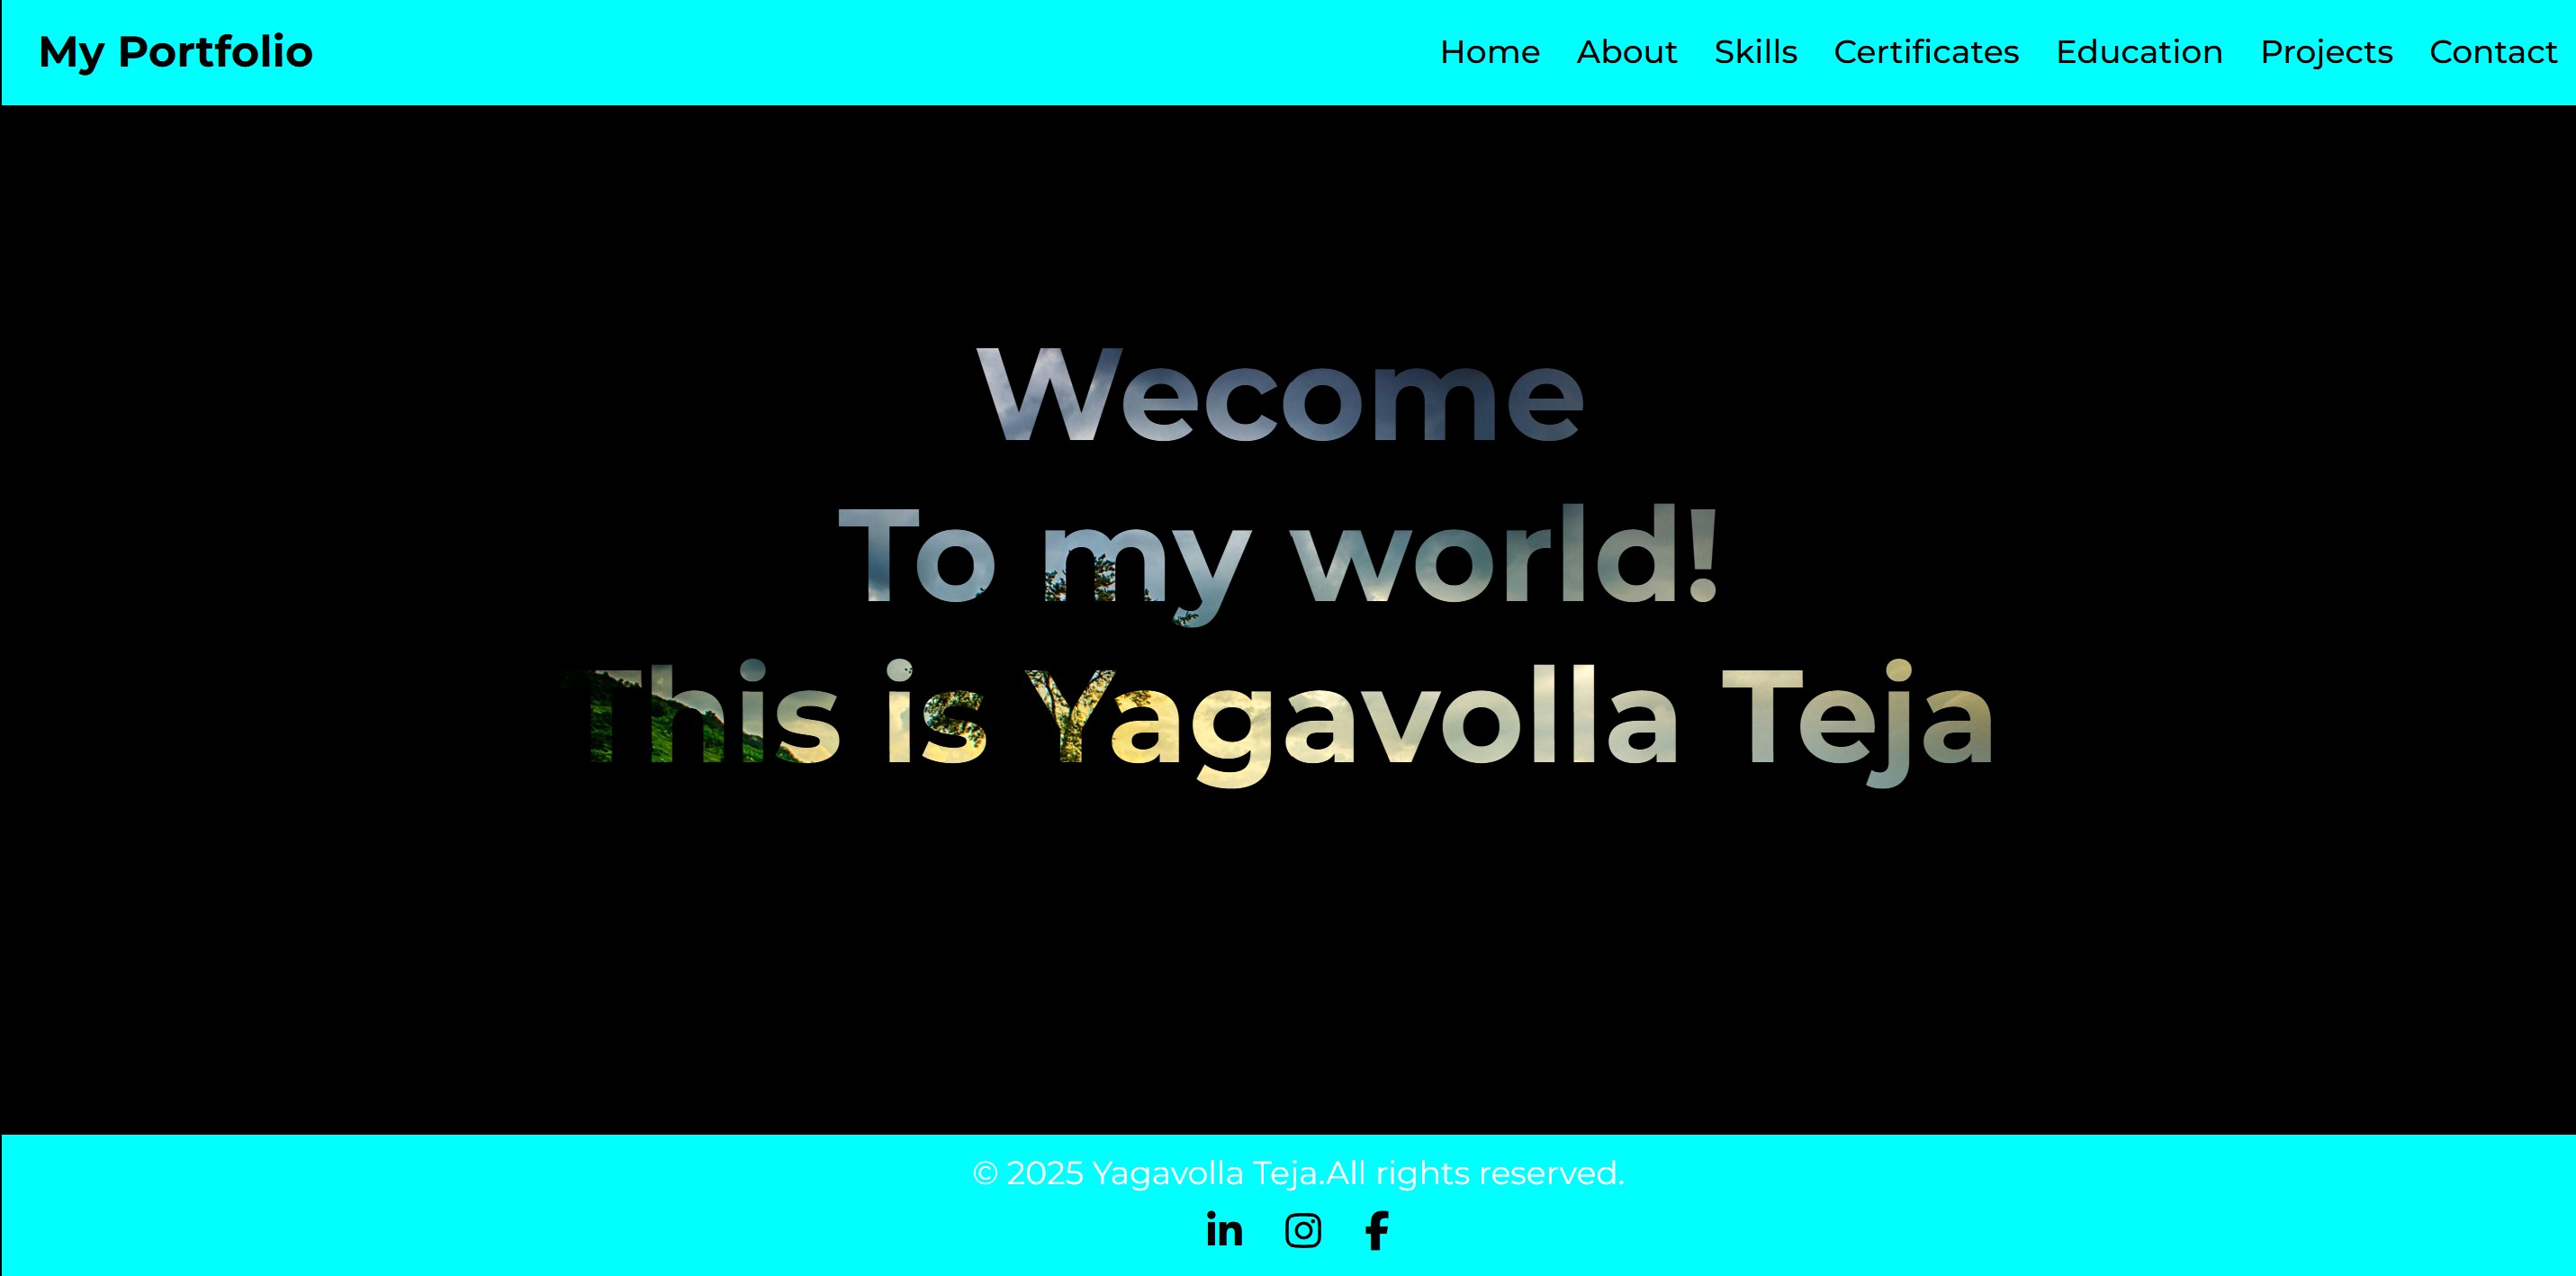 My Portfolio
Home About Skills Certificates Education Projects Contact
Wecome
To my world!
This is Yagavolla Teja
© 2025 Yagavolla Teja.All rights reserved.